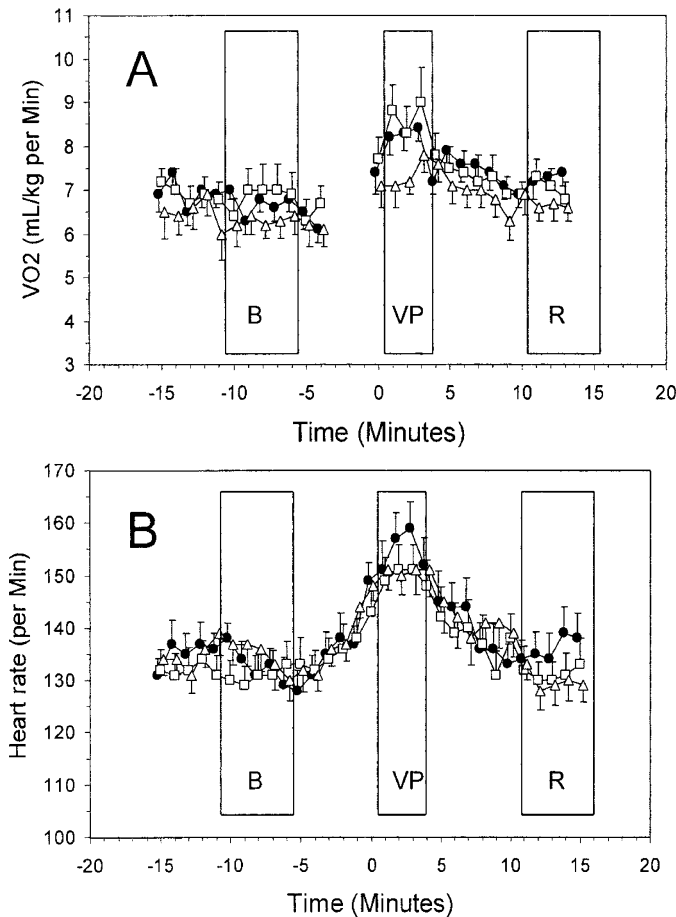 11
10
9
8
7
6
5
4
3
A
B
VP
R
VO2 (mL/kg per Min)
-20 -15 -10 -5 0 5 10 15 20
Time (Minutes)
170
160
150
140
130
120
110
100
B
B
VP
R
Heart rate (per Min)
-20 -15 -10 -5 0 5 10 15 20
Time (Minutes)